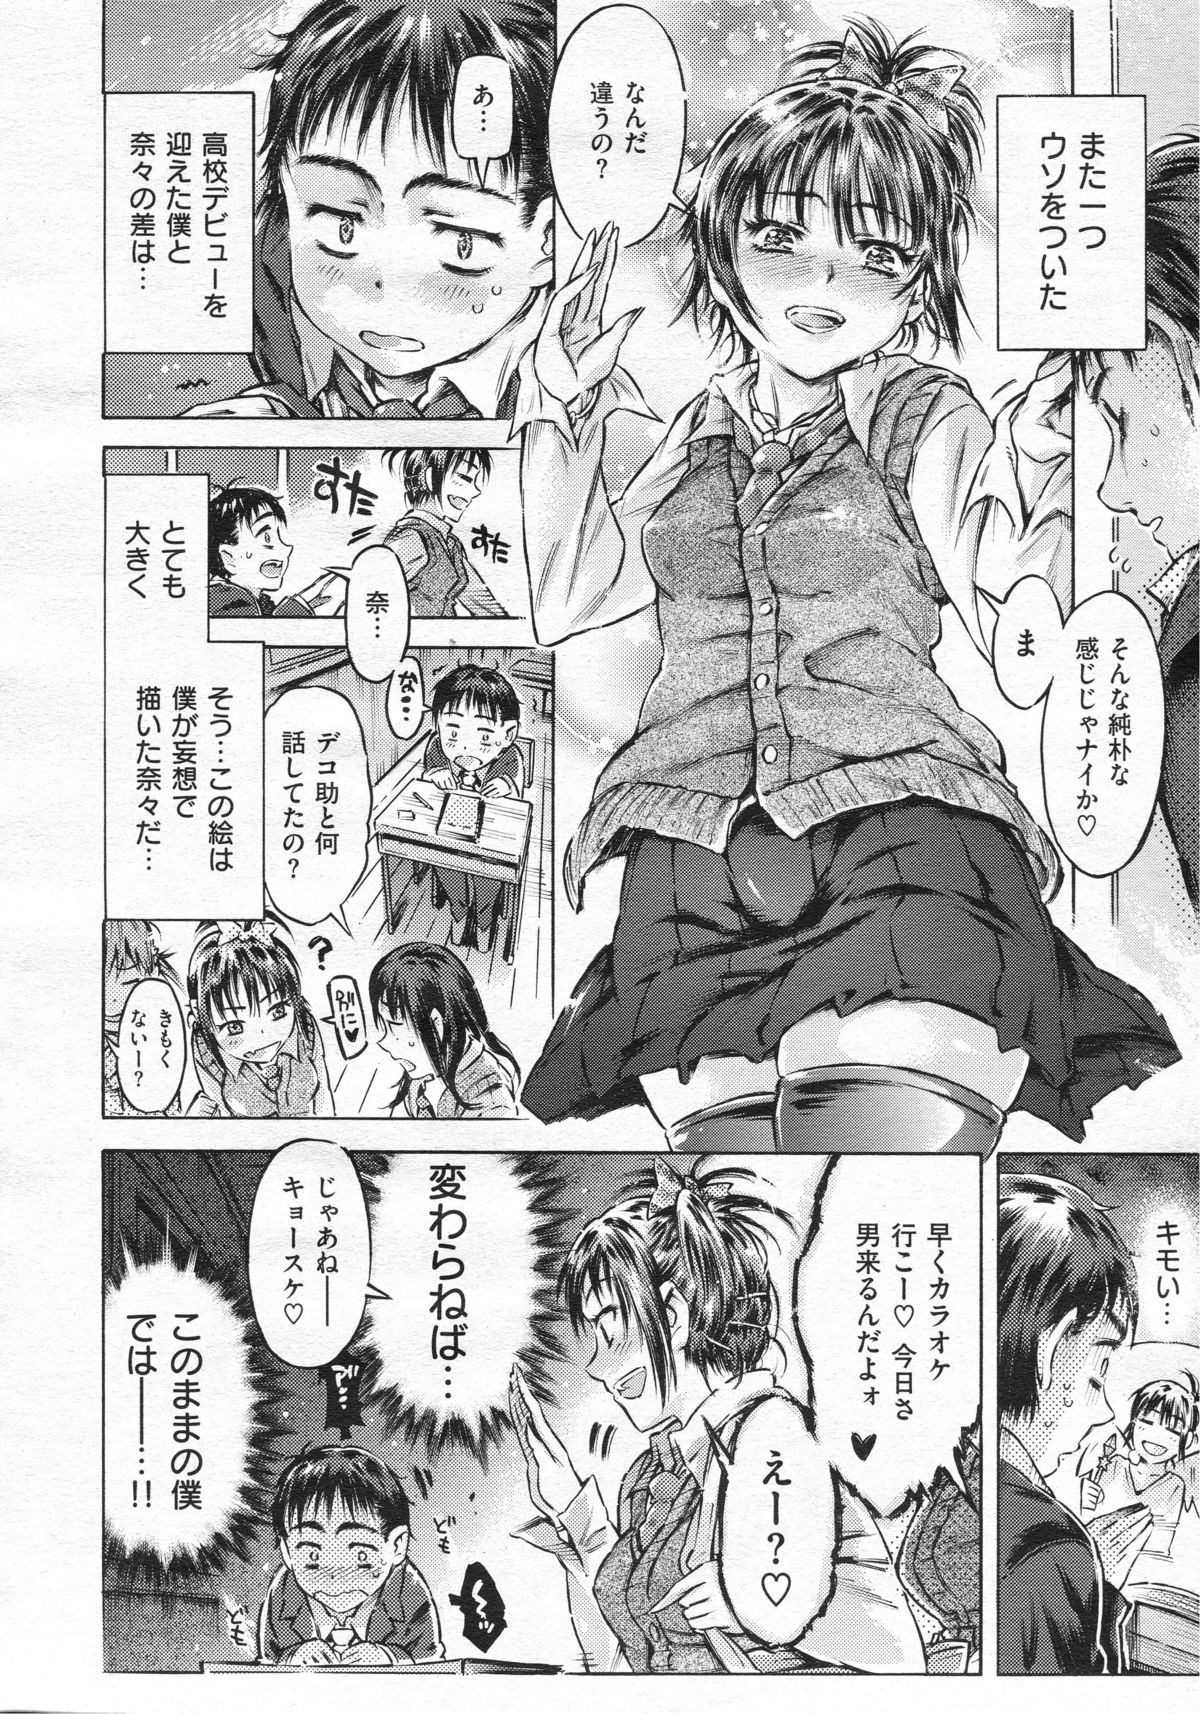 また一つ
ウソをついた
なんだ
違うの?
そんな純朴な
感じじゃナイか♡
ま
あ…
高校デビューを
迎えた僕と
奈々の差は…
すた
すた
奈…
とても
大きく
な…
デコ助と何
話してたの?
そう…この絵は
僕が妄想で
描いた奈々だ…
?
べつに♥
きもく
ないー?
キモい…
早くカラオケ
行こー♡今日さ
男来るんだよォ
♥
えー?♡
変わらねば…
じゃあねー
キョースケ♡
ども
ども
このままの僕
ではー…!!